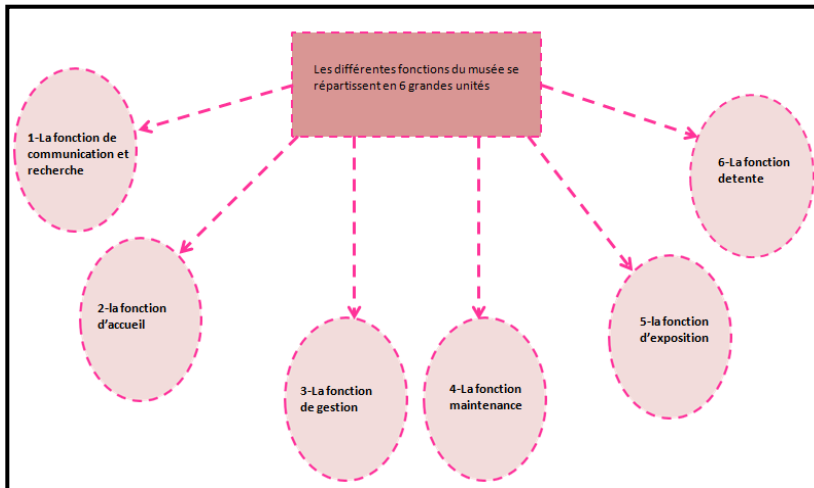 Les différentes fonctions du musée se
répartissent en 6 grandes unités
1-La fonction de
communication et
recherche
2-la fonction
d’accueil
3-La fonction
de gestion
4-La fonction
maintenance
5-la fonction
d’exposition
6-La fonction
detente